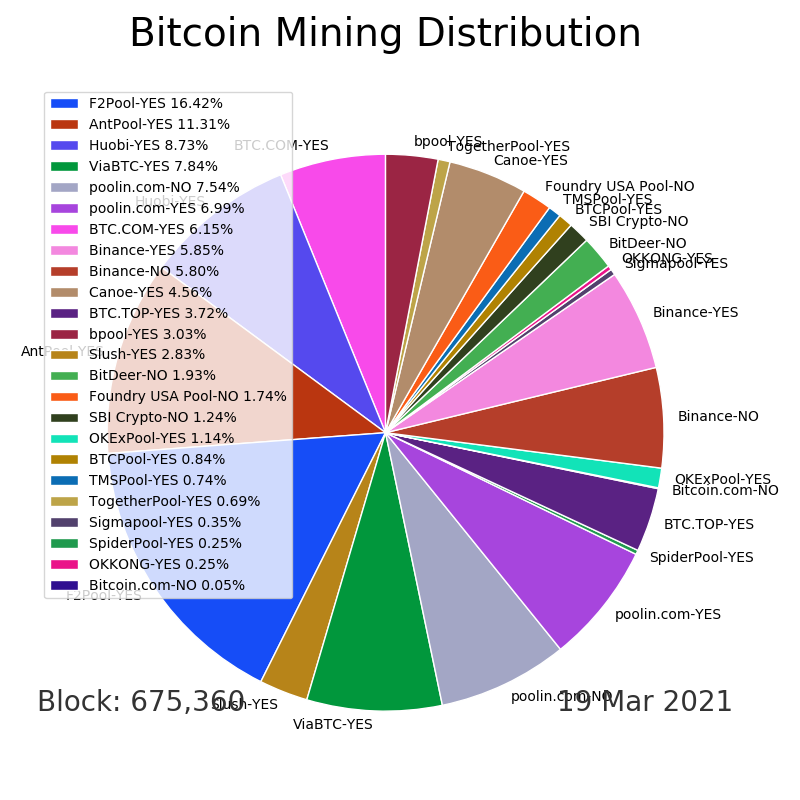 Bitcoin Mining Distribution
F2Pool-YES 16.42%
AntPool-YES 11.31%
Huobi-YES 8.73%
ViaBTC-YES 7.84%
poolin.com-NO 7.54%
poolin.com-YES 6.99%
BTC.COM-YES 6.15%
Binance-YES 5.85%
Binance-NO 5.80%
Canoe-YES 4.56%
BTC.TOP-YES 3.72%
bpool-YES 3.03%
Slush-YES 2.83%
BitDeer-NO 1.93%
Foundry USA Pool-NO 1.74%
SBI Crypto-NO 1.24%
OKExPool-YES 1.14%
BTCPool-YES 0.84%
TMSPool-YES 0.74%
TogetherPool-YES 0.69%
Sigmapool-YES 0.35%
SpiderPool-YES 0.25%
OKKONG-YES 0.25%
Bitcoin.com-NO 0.05%
bpool-YES
TogetherPool-YES
Canoe-YES
Foundry USA Pool-NO
TMSPool-YES
BTCPool-YES
SBI Crypto-NO
BitDeer-NO
OKKONG-YES
Sigmapool-YES
Binance-YES
Binance-NO
OKExPool-YES
Bitcoin.com-NO
BTC.TOP-YES
SpiderPool-YES
poolin.com-YES
poolin.com-NO
ViaBTC-YES
Slush-YES
F2Pool-YES
AntPool-YES
Huobi-YES
BTC.COM-YES
Block: 675,360
19 Mar 2021